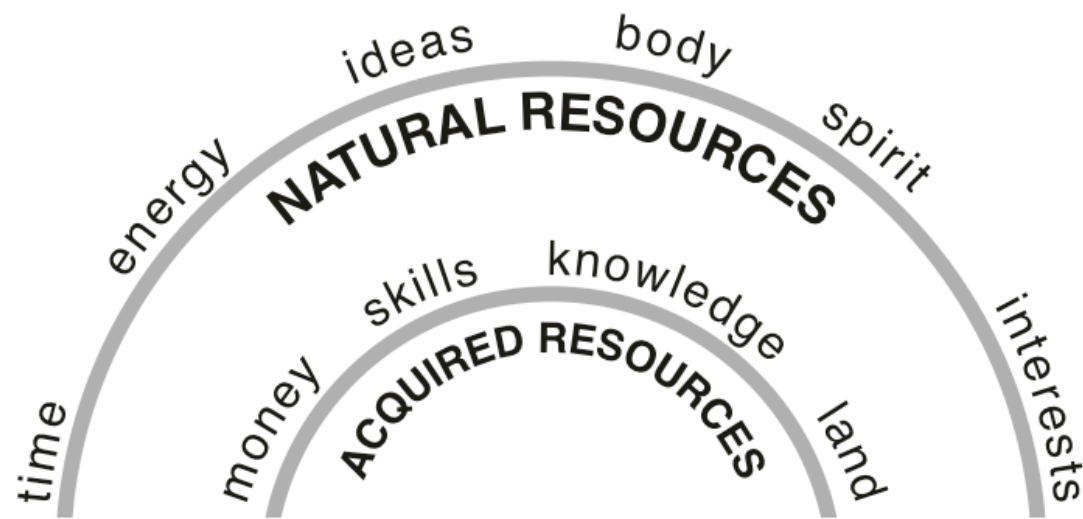 time energy ideas body spirit interests
NATURAL RESOURCES
money skills knowledge land
ACQUIRED RESOURCES